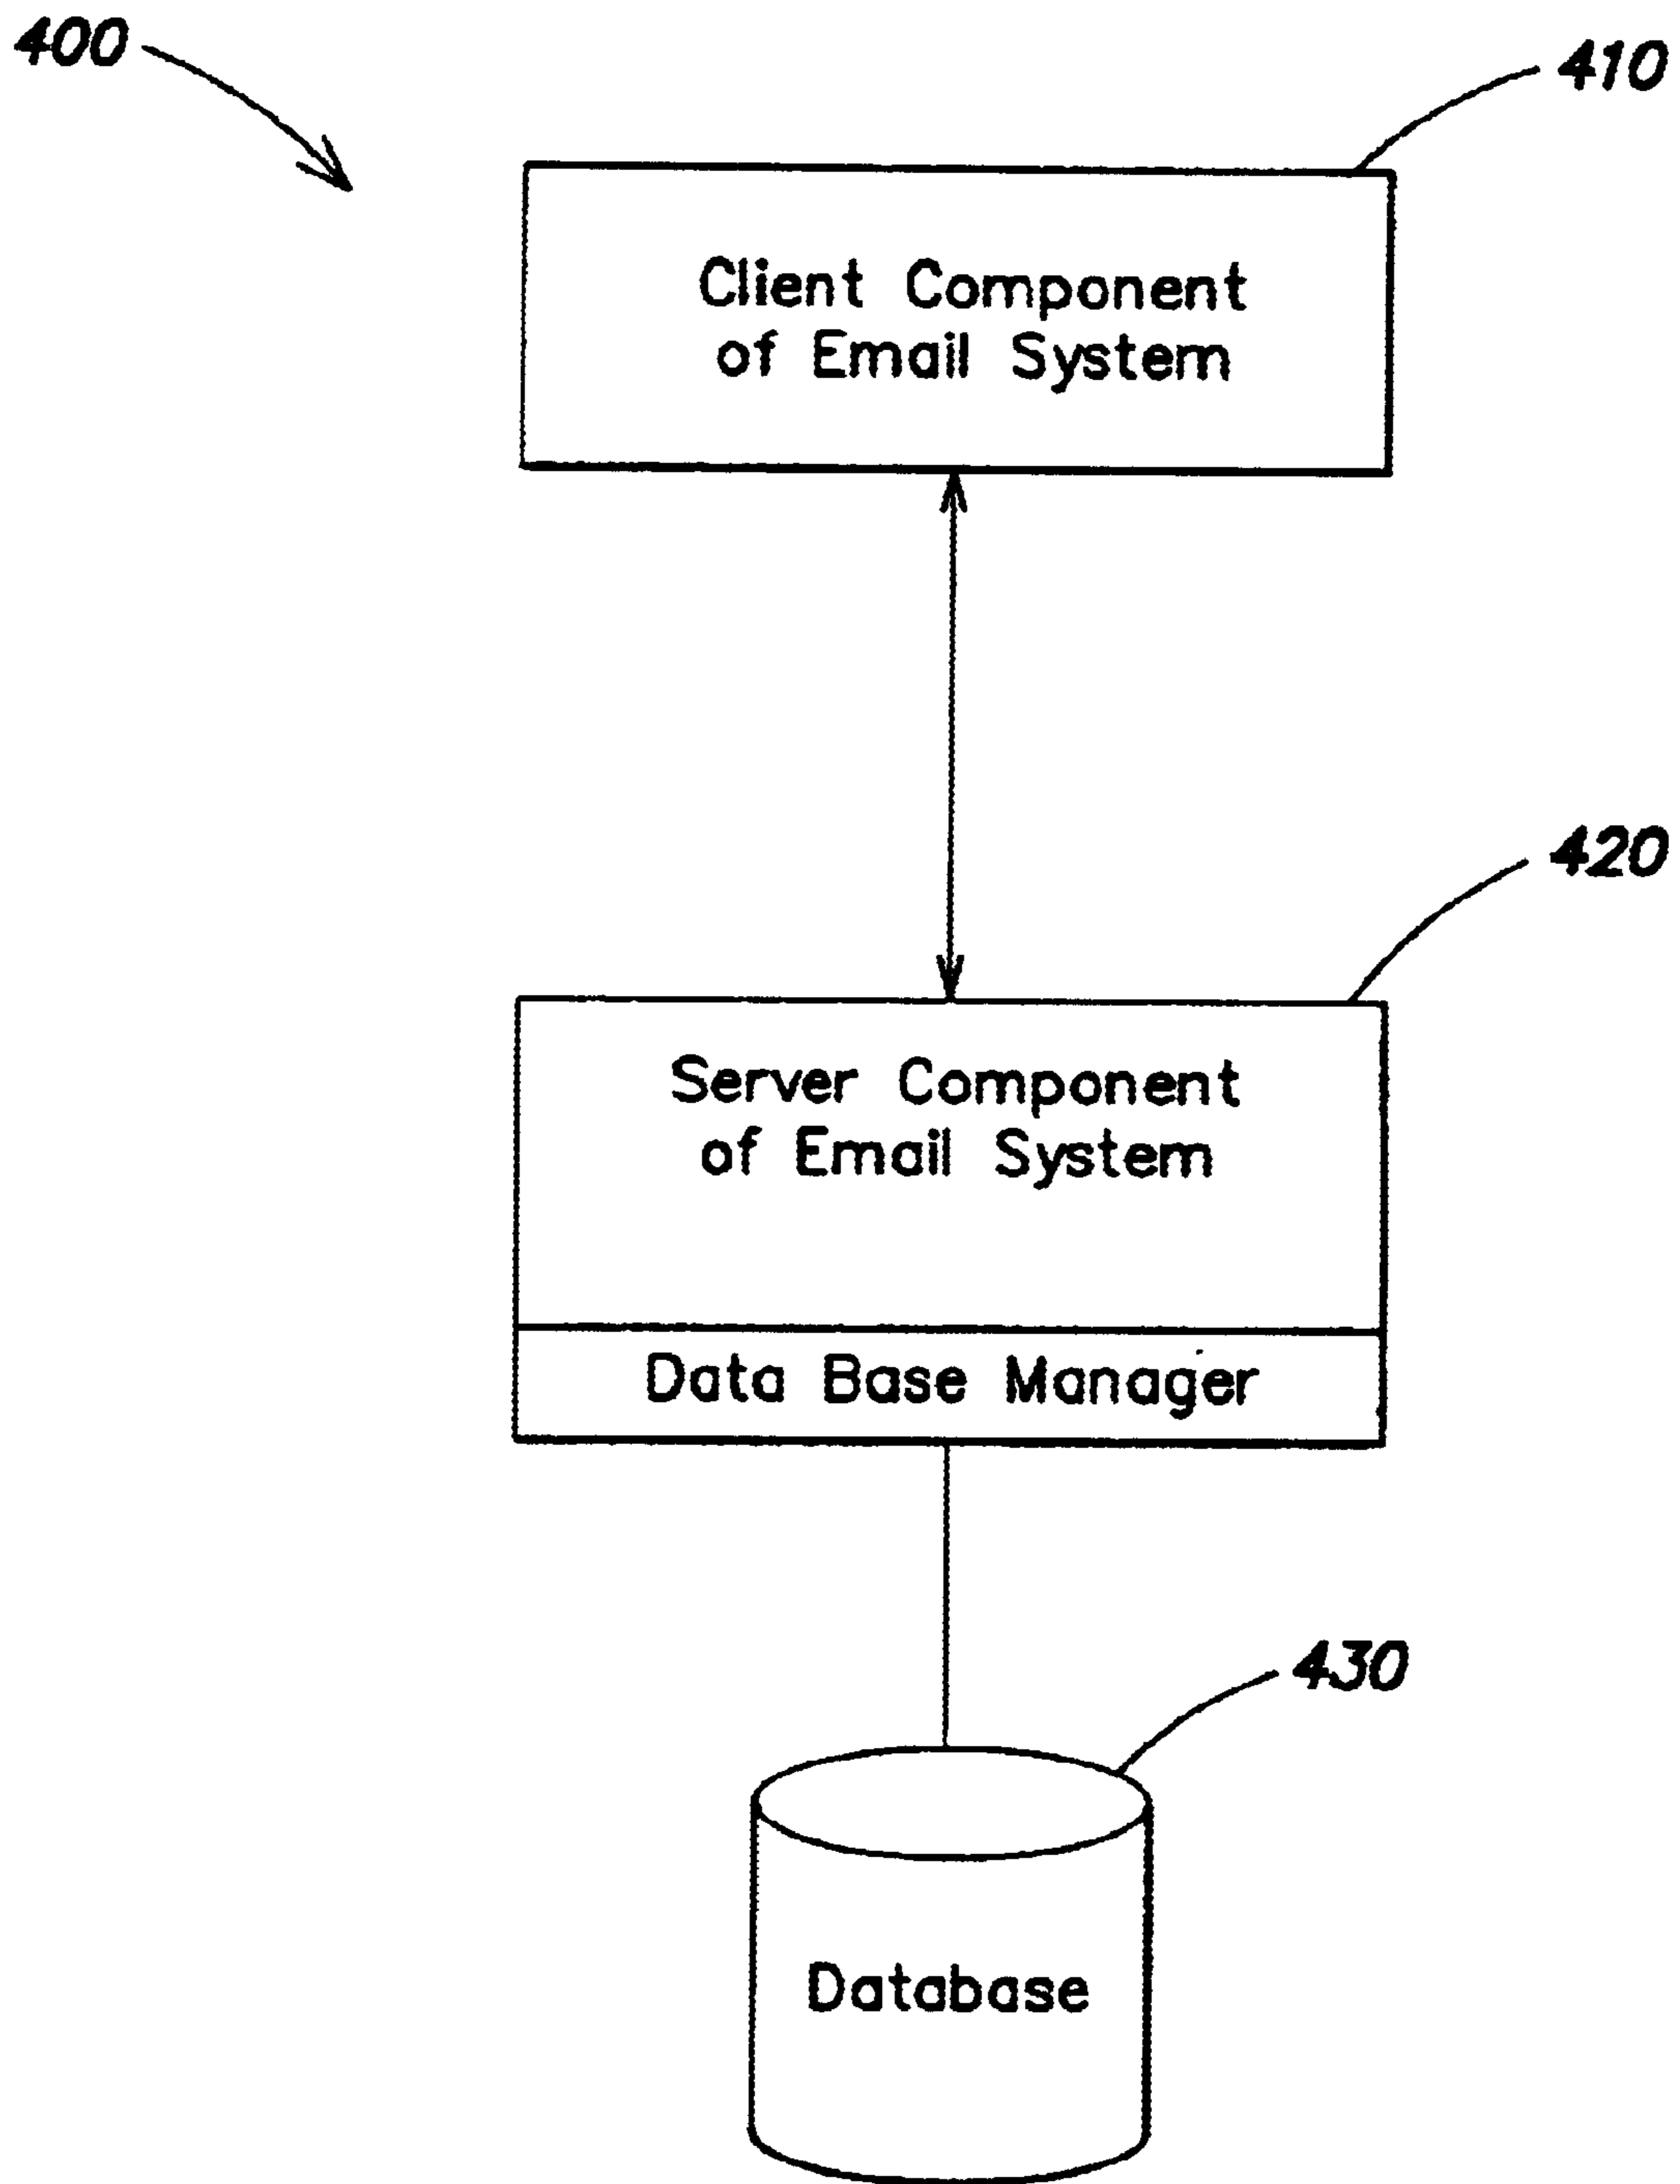 400
410
Client Component
of Email System
420
Server Component
of Email System
Data Base Manager
430
Database